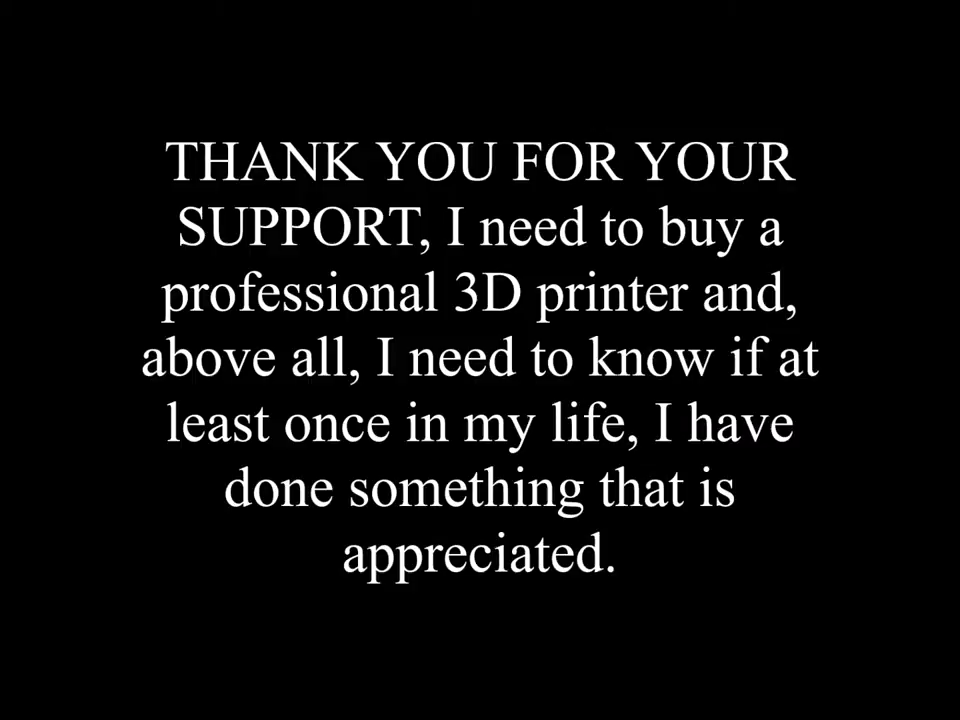 THANK YOU FOR YOUR
SUPPORT, I need to buy a
professional 3D printer and,
above all, I need to know if at
least once in my life, I have
done something that is
appreciated.